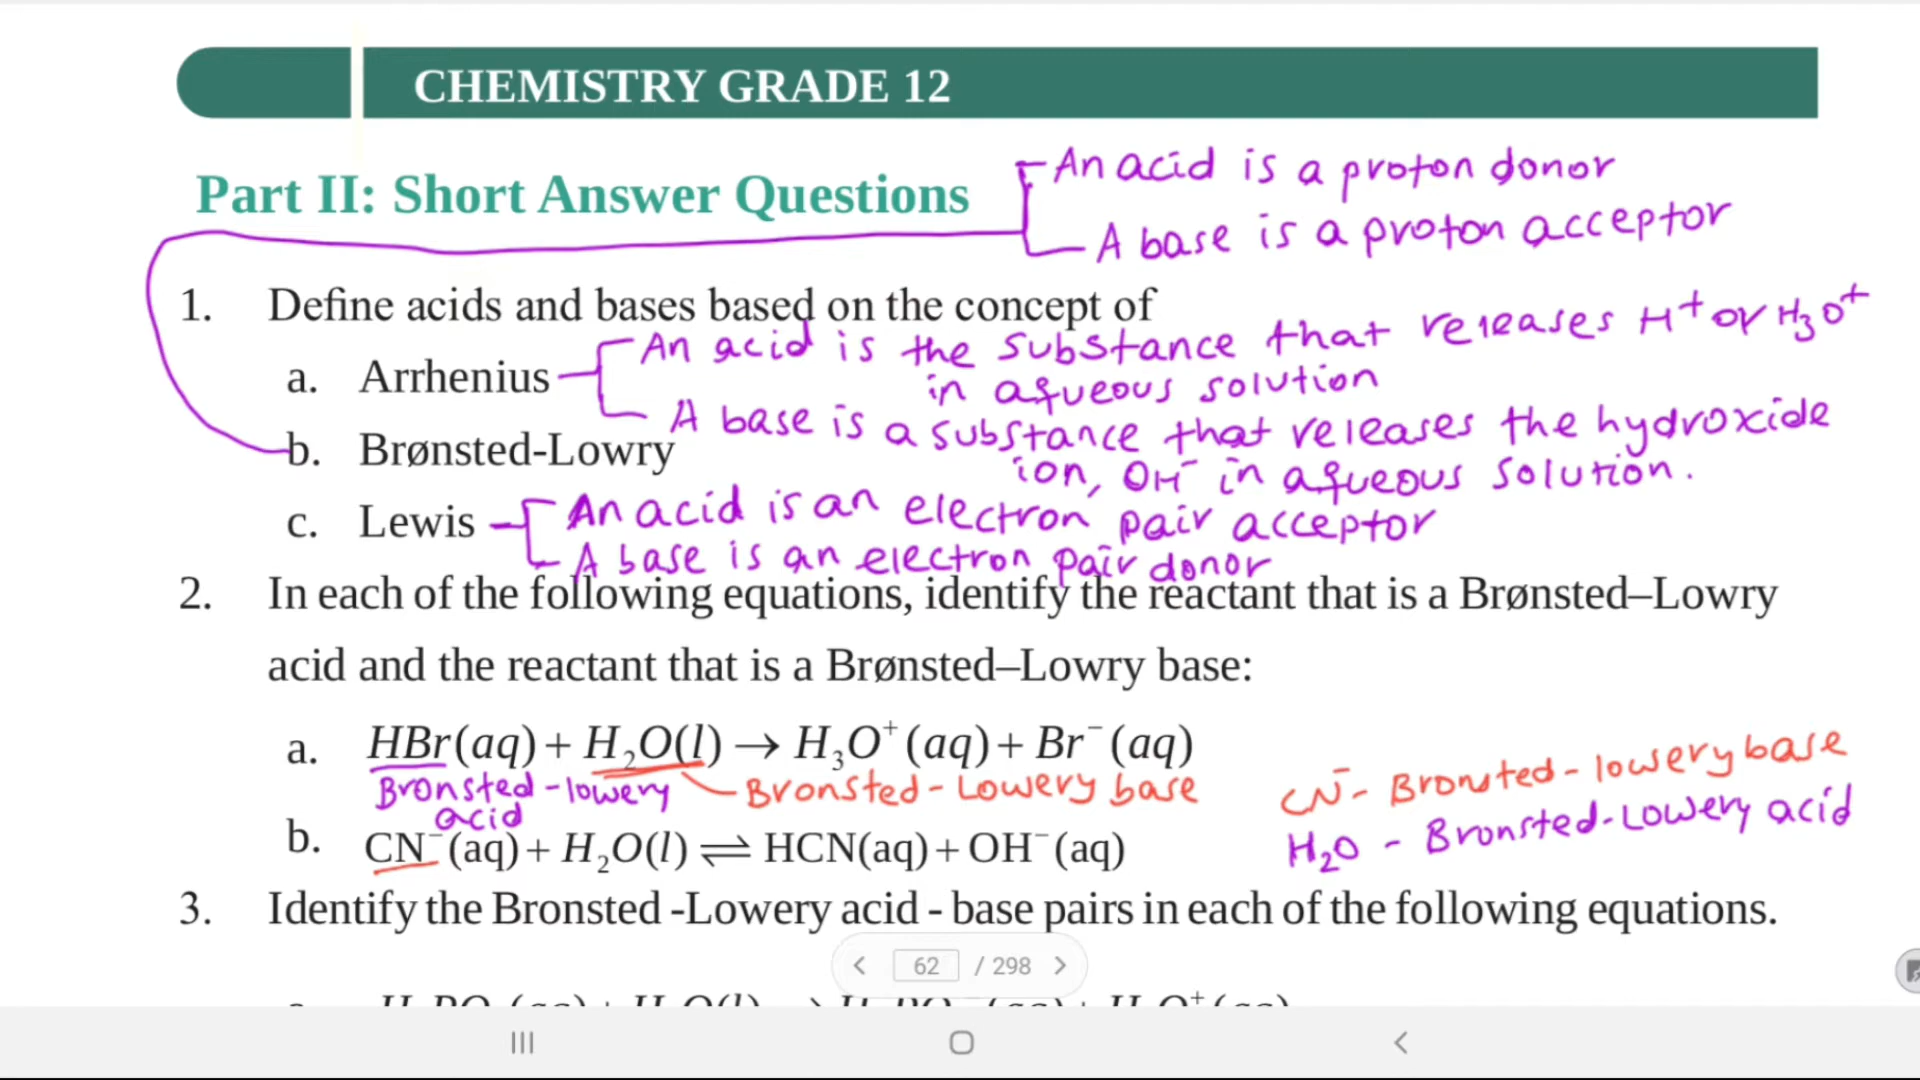 CHEMISTRY GRADE 12
Part II: Short Answer Questions
An acid is a proton donor
A base is a proton acceptor
1. Define acids and bases based on the concept of
An acid is the substance that releases H⁺ or H₃O⁺
in aqueous solution
a. Arrhenius
A base is a substance that releases the hydroxide
ion, OH⁻ in aqueous solution.
b. Brønsted-Lowry
c. Lewis
An acid is an electron pair acceptor
A base is an electron pair donor
2. In each of the following equations, identify the reactant that is a Brønsted–Lowry
acid and the reactant that is a Brønsted–Lowry base:
a. HBr(aq) + H₂O(l) → H₃O⁺(aq) + Br⁻(aq)
Bronsted-lowery
acid
Bronsted-Lowery base
CN⁻ - Bronsted-lowery base
H₂O - Bronsted-Lowery acid
b. CN⁻(aq) + H₂O(l) ⇌ HCN(aq) + OH⁻(aq)
3. Identify the Bronsted -Lowery acid - base pairs in each of the following equations.
62 / 298